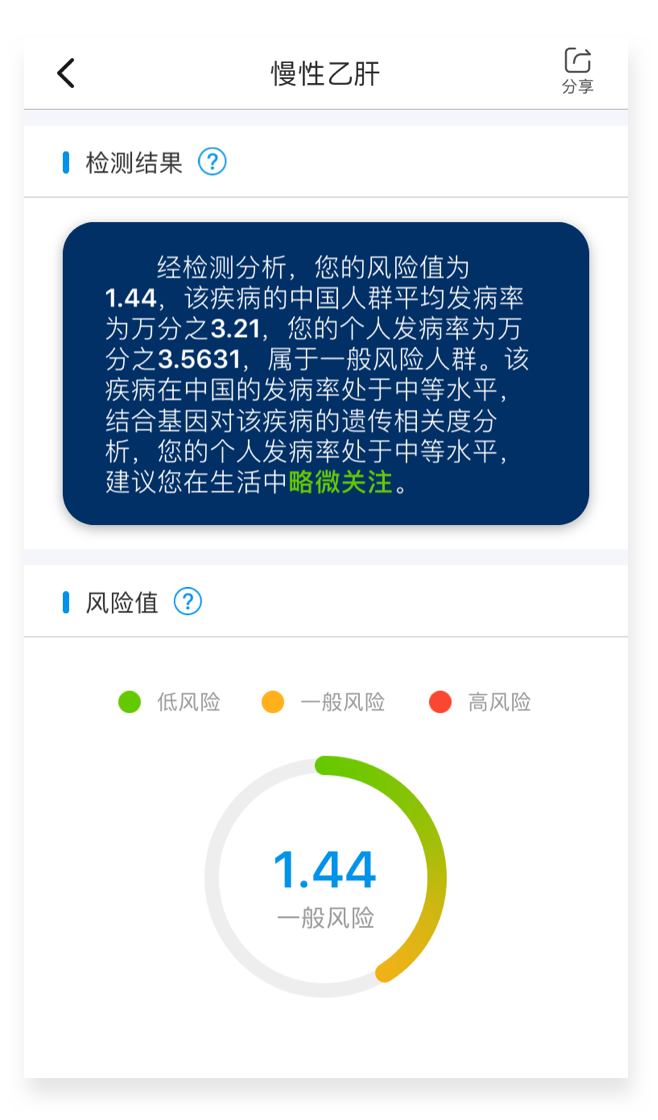 慢性乙肝
分享
检测结果 ?
经检测分析，您的风险值为
1.44，该疾病的中国人群平均发病率
为万分之3.21，您的个人发病率为万
分之3.5631，属于一般风险人群。该
疾病在中国的发病率处于中等水平，
结合基因对该疾病的遗传相关度分
析，您的个人发病率处于中等水平，
建议您在生活中略微关注。
风险值 ?
低风险 一般风险 高风险
1.44
一般风险